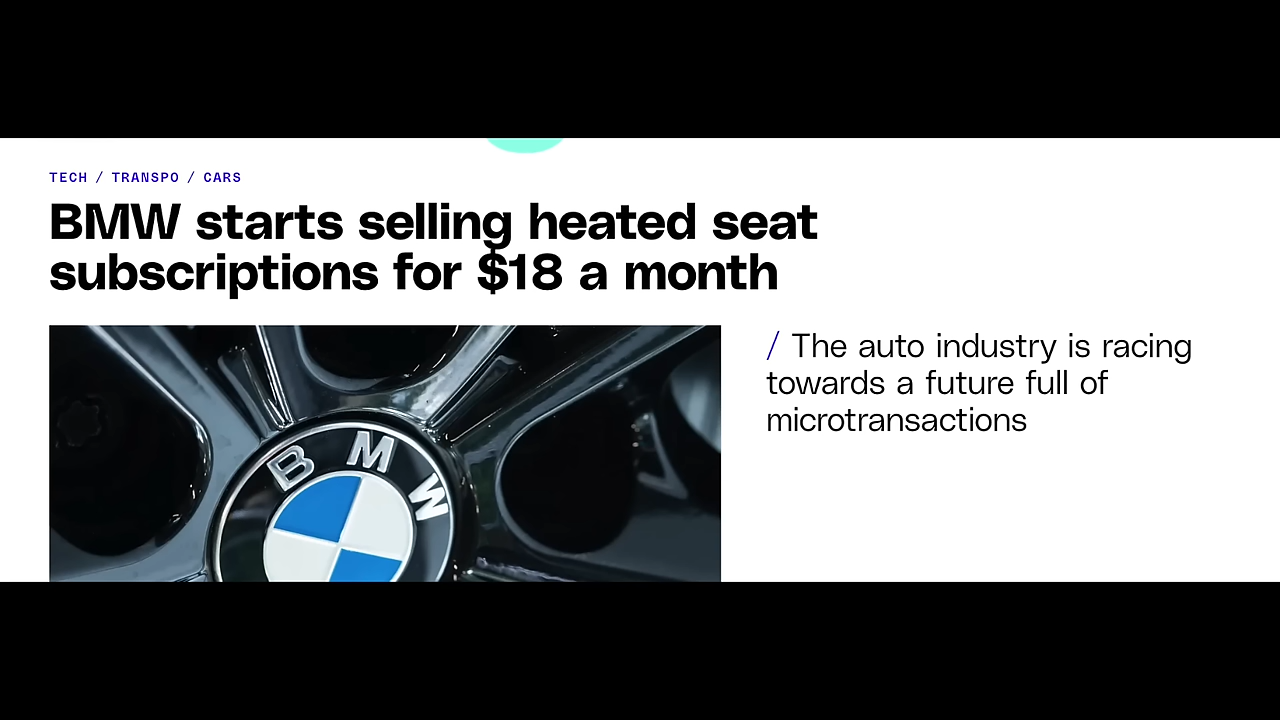 TECH / TRANSPO / CARS
BMW starts selling heated seat
subscriptions for $18 a month
/ The auto industry is racing
towards a future full of
microtransactions
BMW